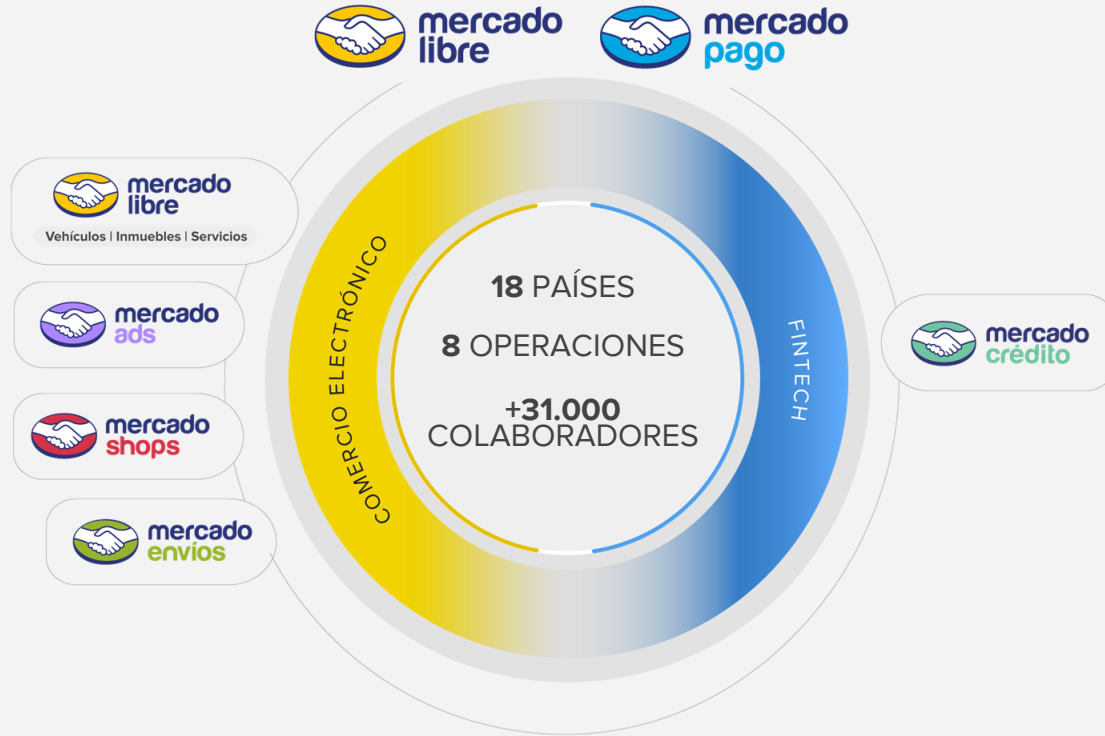 mercado
libre
mercado
pago
mercado
libre
Vehículos | Inmuebles | Servicios
mercado
ads
mercado
shops
mercado
envios
COMERCIO ELECTRÓNICO
18 PAÍSES
8 OPERACIONES
+31.000
COLABORADORES
FINTECH
mercado
crédito